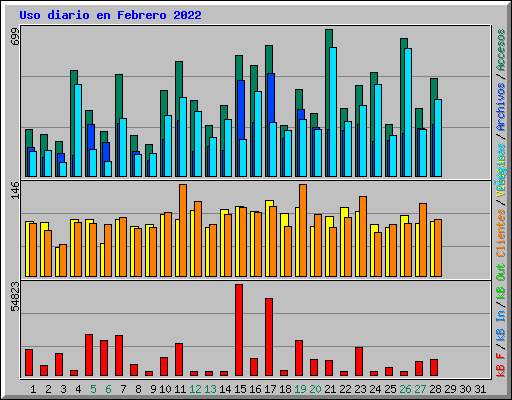 Uso diario en Febrero 2022
699
146
54823
Accesos / Archivos / Páginas
Visitas / Clientes
kB F / kB In / kB Out
1 2 3 4 5 6 7 8 9 10 11 12 13 14 15 16 17 18 19 20 21 22 23 24 25 26 27 28 29 30 31